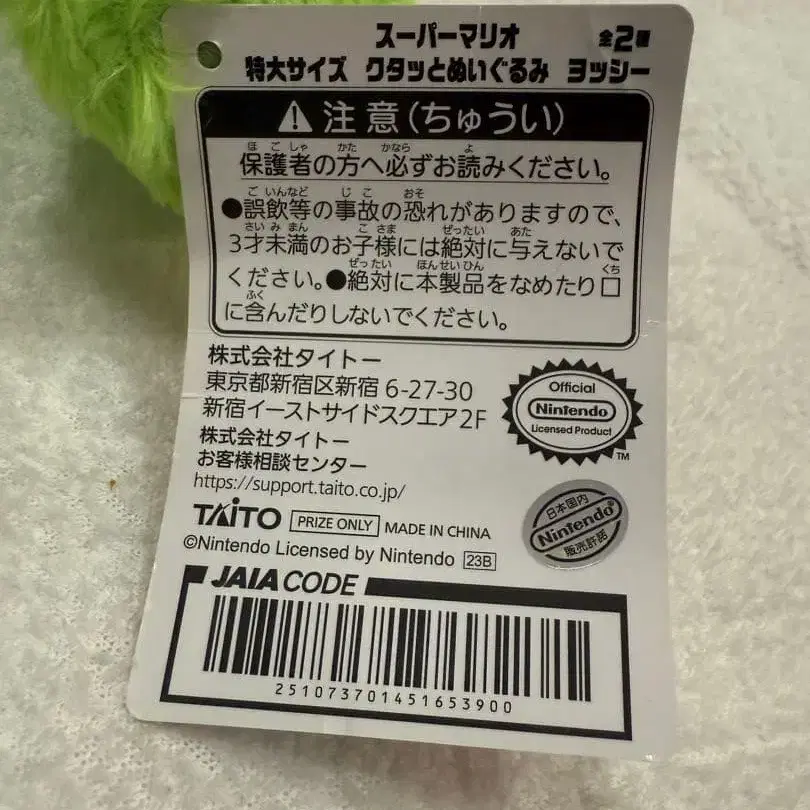 スーパーマリオ 全2種
特大サイズ クタッとぬいぐるみ ヨッシー
注意(ちゅうい)
保護者の方へ必ずお読みください。
●誤飲等の事故の恐れがありますので、
3才未満のお子様には絶対に与えないで
ください。●絶対に本製品をなめたり口
に含んだりしないでください。
株式会社タイトー
東京都新宿区新宿 6-27-30
新宿イーストサイドスクエア2F
株式会社タイトー
お客様相談センター
https://support.taito.co.jp/
Official
Nintendo
Licensed Product
TM
日本国内
Nintendo®
販売許諾
TAITO PRIZE ONLY MADE IN CHINA
©Nintendo Licensed by Nintendo 23B
JAIA CODE
251073701451653900